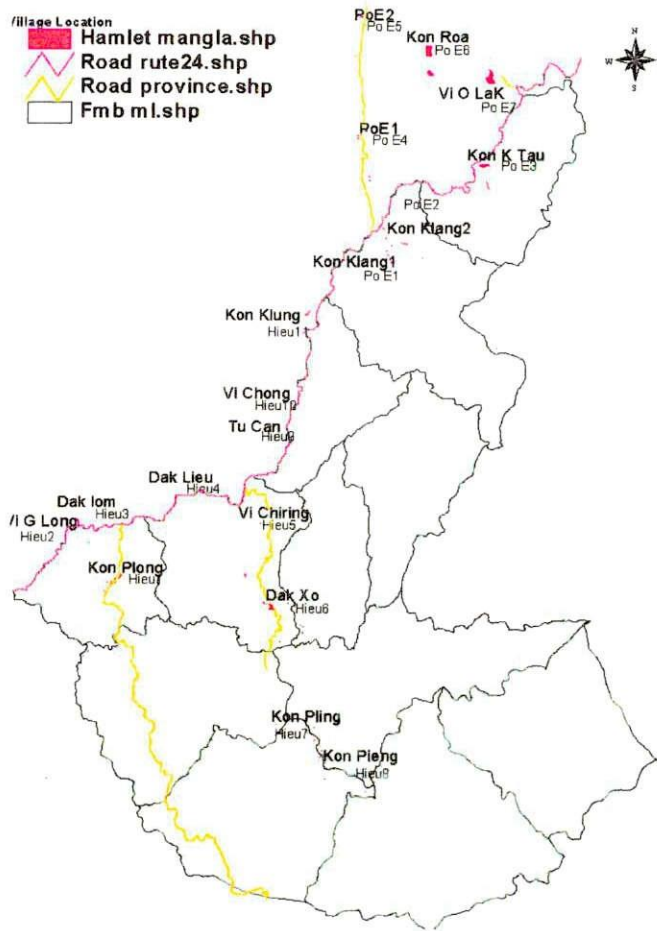 Village Location
Hamlet mangla.shp
Road rute24.shp
Road province.shp
Fmb ml.shp
N
W
S
PoE2
Po E5
Kon Roa
Po E6
Vi O LaK
Po E7
PoE1
Po E4
Kon K Tau
Po E3
Po E2
Kon Klang2
Kon Klang1
Po E1
Kon Klung
Hieu11
Vi Chong
Hieu10
Tu Can
Hieu9
Dak Lieu
Hieu4
Dak Iom
Hieu3
Vi G Long
Hieu2
Vi Chiring
Hieu5
Kon Plong
Hieu1
Dak Xo
Hieu6
Kon Pling
Hieu7
Kon Pieng
Hieu8